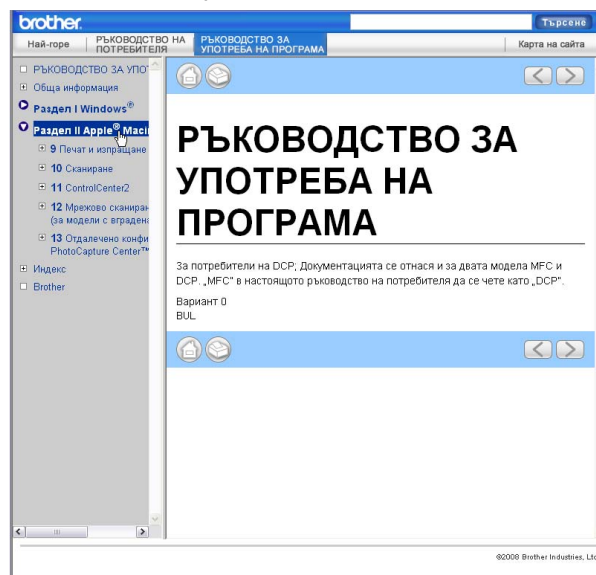 brother.
Търсене
Най-горе
РЪКОВОДСТВО НА
ПОТРЕБИТЕЛЯ
РЪКОВОДСТВО ЗА
УПОТРЕБА НА ПРОГРАМА
Карта на сайта
РЪКОВОДСТВО ЗА УПО
Обща информация
Раздел I Windows®
Раздел II Apple® Maci
9 Печат и изпращане
10 Сканиране
11 ControlCenter2
12 Мрежово сканиран
(за модели с вградена
13 Отдалечено конфи
PhotoCapture Center™
Индекс
Brother
РЪКОВОДСТВО ЗА
УПОТРЕБА НА
ПРОГРАМА
За потребители на DCP; Документацията се отнася и за двата модела MFC и
DCP. „MFC" в настоящото ръководство на потребителя да се чете като „DCP".
Вариант 0
BUL
©2008 Brother Industries, Ltd